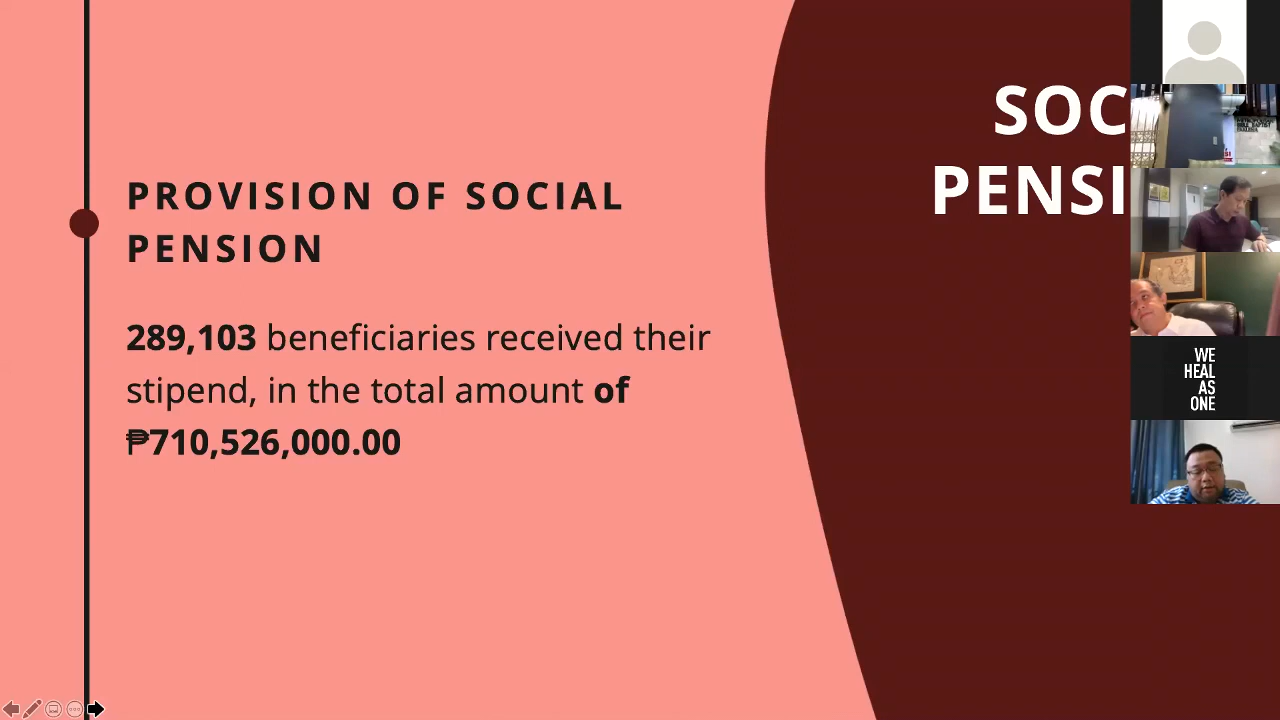 PROVISION OF SOCIAL
PENSION
289,103 beneficiaries received their
stipend, in the total amount of
₱710,526,000.00
SOC
PENSI
WE
HEAL
AS
ONE